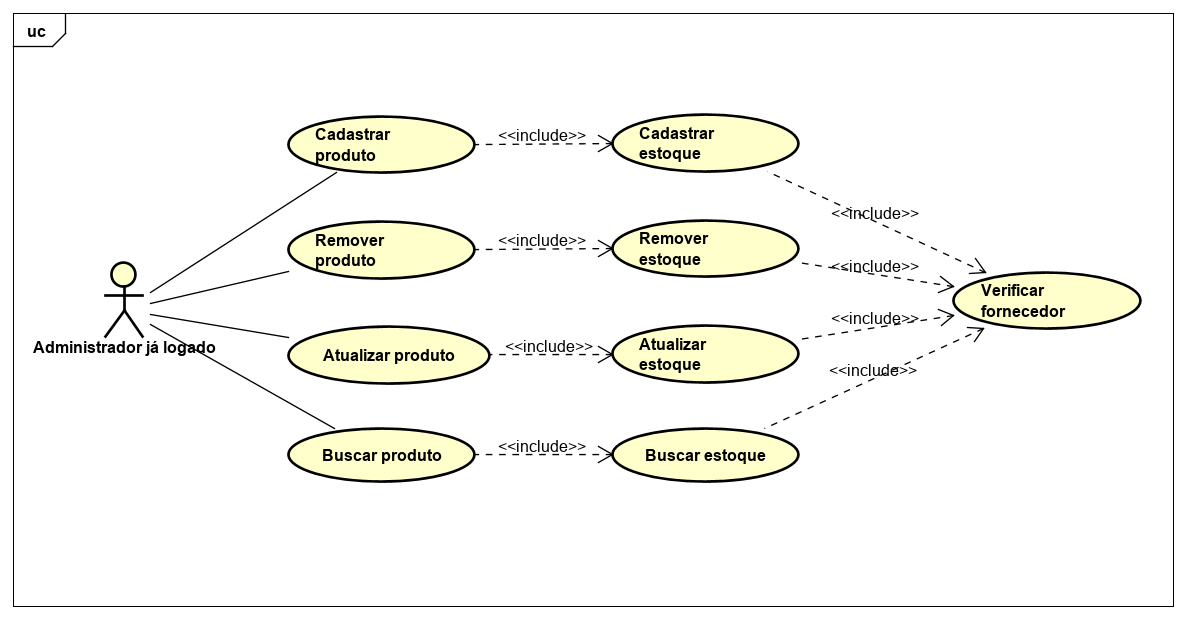 uc
Cadastrar
produto
<<include>>
Cadastrar
estoque
<<include>>
Remover
produto
<<include>>
Remover
estoque
<<include>>
Verificar
fornecedor
Administrador já logado
Atualizar produto
<<include>>
Atualizar
estoque
<<include>>
<<include>>
Buscar produto
<<include>>
Buscar estoque